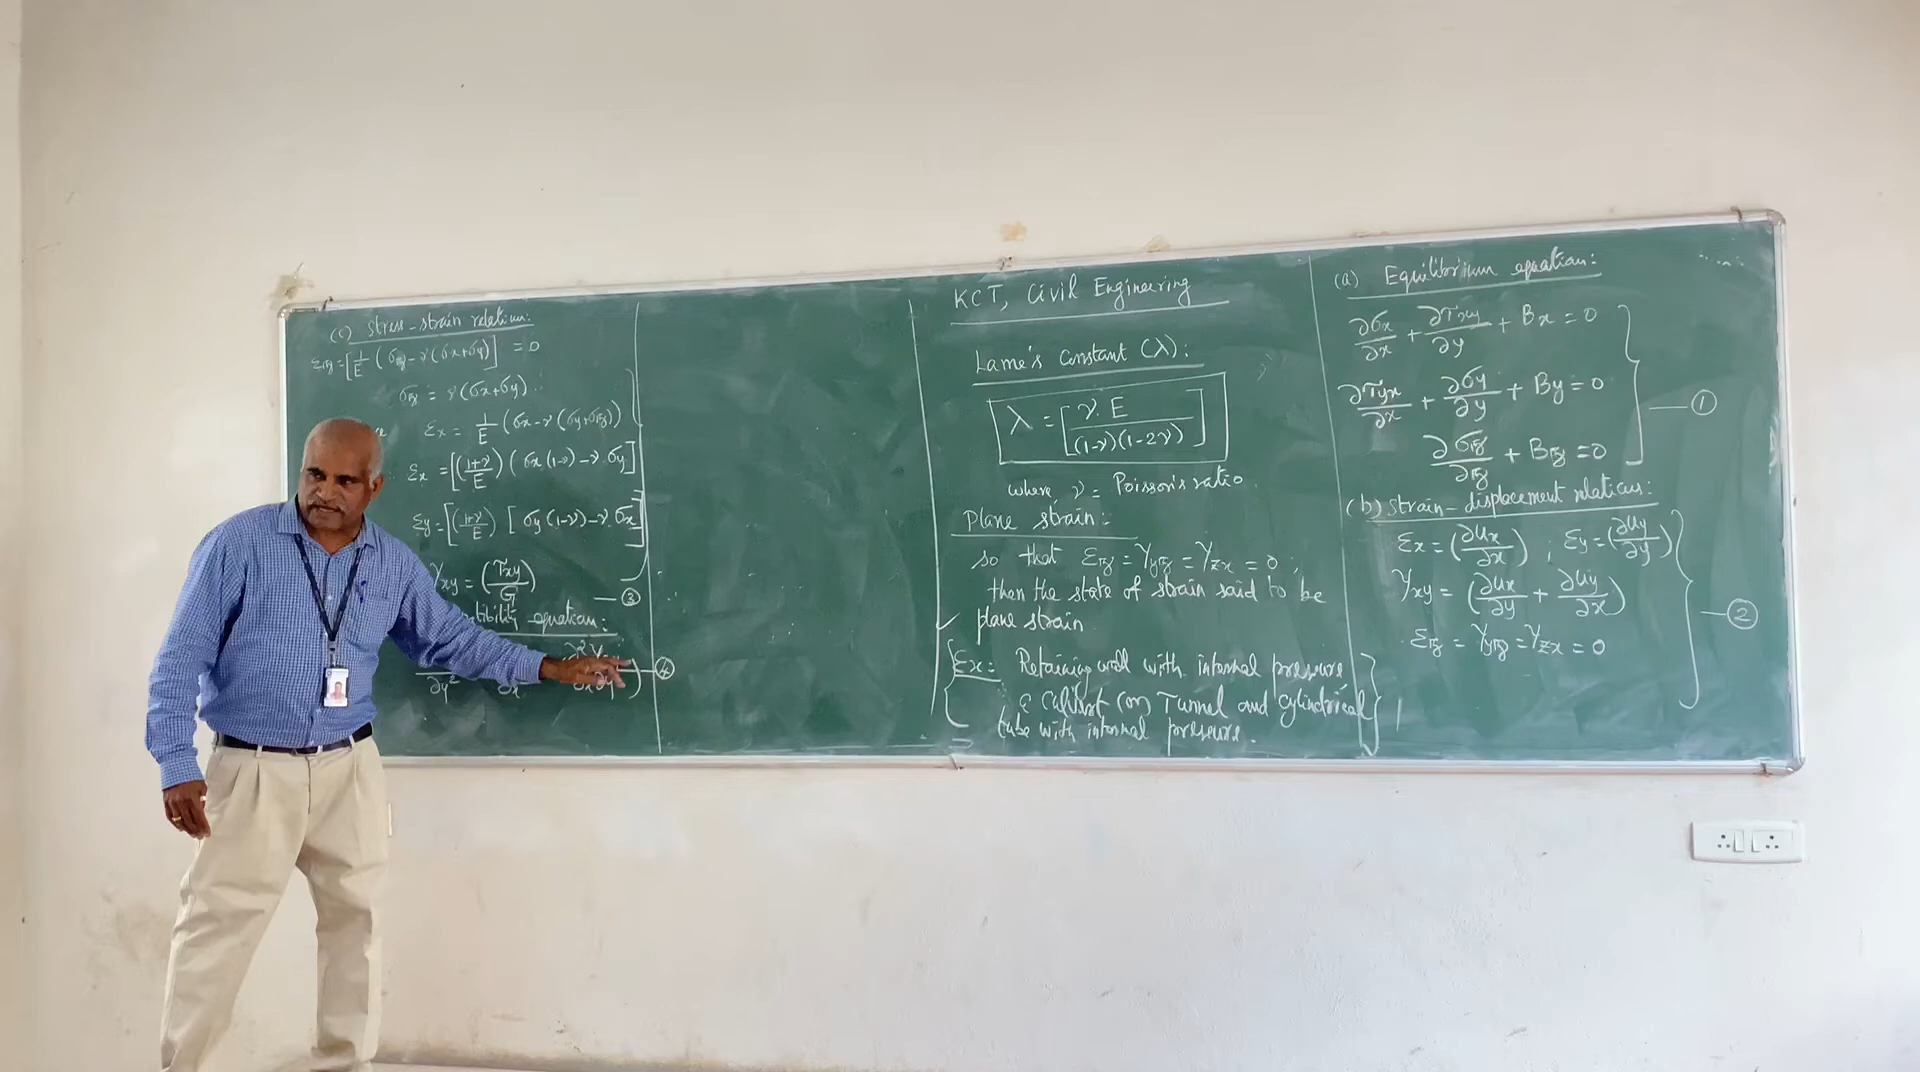 (c) Stress-strain relation:
εz = [1/E (σz - ν(σx+σy)] = 0
σz = ν(σx+σy)
εx = 1/E (σx-ν(σy+σz))
εx = [(1+ν/E) (σx(1-ν)-ν.σy]
εy = [(1+ν/E) [σy(1-ν)-ν.σx]
γxy = (τxy/G)
— ③
equation:
∂y² ∂x ∂x∂y ) — ④
KCT, Civil Engineering
Lame's Constant (λ):
λ = [ν.E/(1-ν)(1-2ν)]
where, ν = Poisson's ratio.
Plane strain:
so that εz = γyz = γzx = 0;
then the state of strain said to be
plane strain
Ex: Retaining wall with internal pressure
Tunnel and cylindrical
tube with internal pressure.
(a) Equilibrium equation:
∂σx/∂x + ∂τxy/∂y + Bx = 0
∂τyx/∂x + ∂σy/∂y + By = 0
— ①
∂σz/∂z + Bz = 0
(b) Strain-displacement relation:
εx = (∂ux/∂x) ; εy = (∂uy/∂y)
γxy = (∂ux/∂y + ∂uy/∂x)
— ②
εz = γyz = γzx = 0